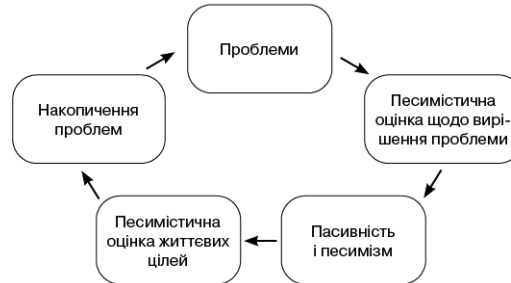 Проблеми
Песимістична
оцінка щодо вирі-
шення проблеми
Пасивність
і песимізм
Песимістична
оцінка життєвих
цілей
Накопичення
проблем